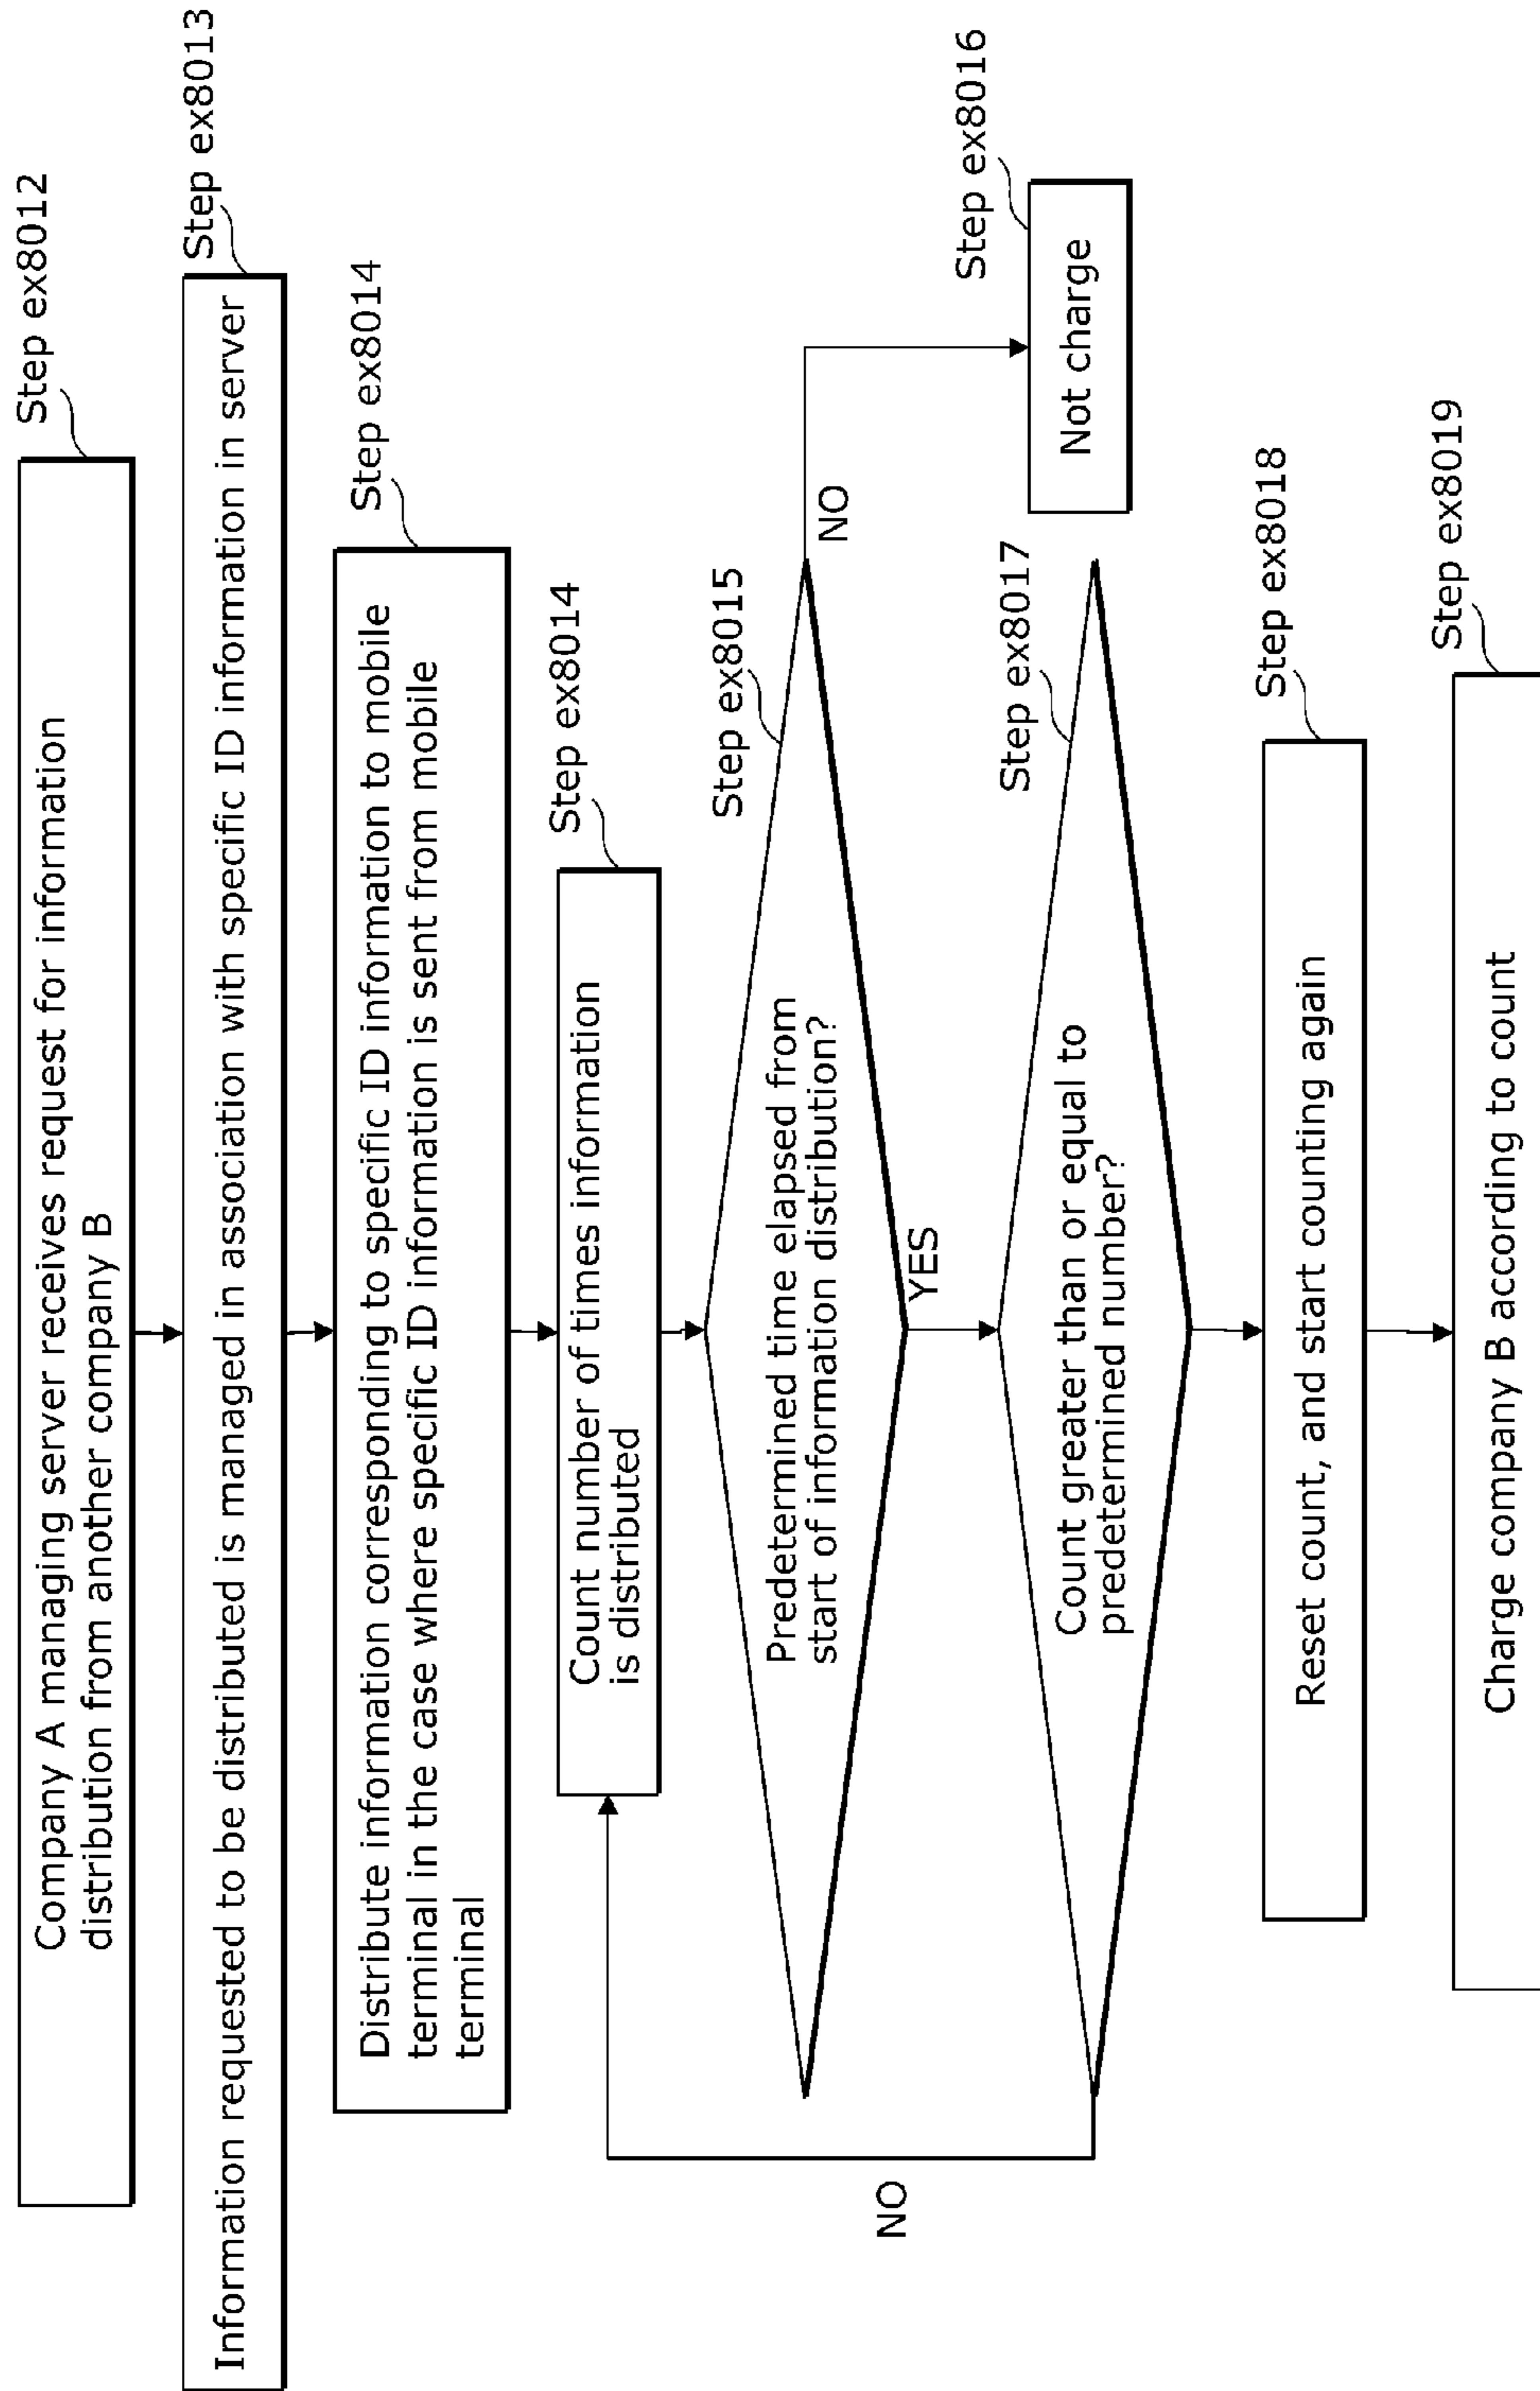 Step ex8012
Company A managing server receives request for information
distribution from another company B
Step ex8013
Information requested to be distributed is managed in association with specific ID information in server
Step ex8014
Distribute information corresponding to specific ID information to mobile
terminal in the case where specific ID information is sent from mobile
terminal
Step ex8014
Count number of times information
is distributed
Step ex8015
Predetermined time elapsed from
start of information distribution?
NO
YES
Step ex8016
Not charge
Step ex8017
Count greater than or equal to
predetermined number?
NO
Step ex8018
Reset count, and start counting again
Step ex8019
Charge company B according to count